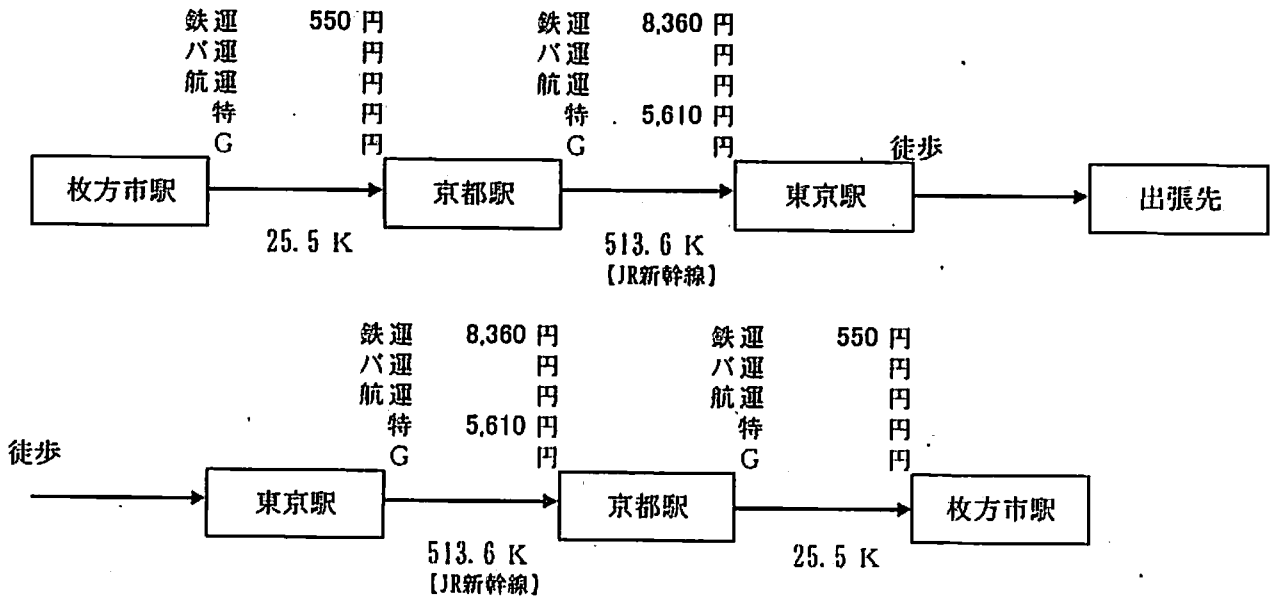 鉄運 550 円 鉄運 8,360 円
バ運 円 バ運 円
航運 円 航運 円
特 円 特 5,610 円
G 円 G 円
徒歩
枚方市駅 京都駅 東京駅 出張先
25.5 K 513.6 K
【JR新幹線】
鉄運 8,360 円 鉄運 550 円
バ運 円 バ運 円
航運 円 航運 円
特 5,610 円 特 円
G 円 G 円
徒歩
東京駅 京都駅 枚方市駅
513.6 K 25.5 K
【JR新幹線】